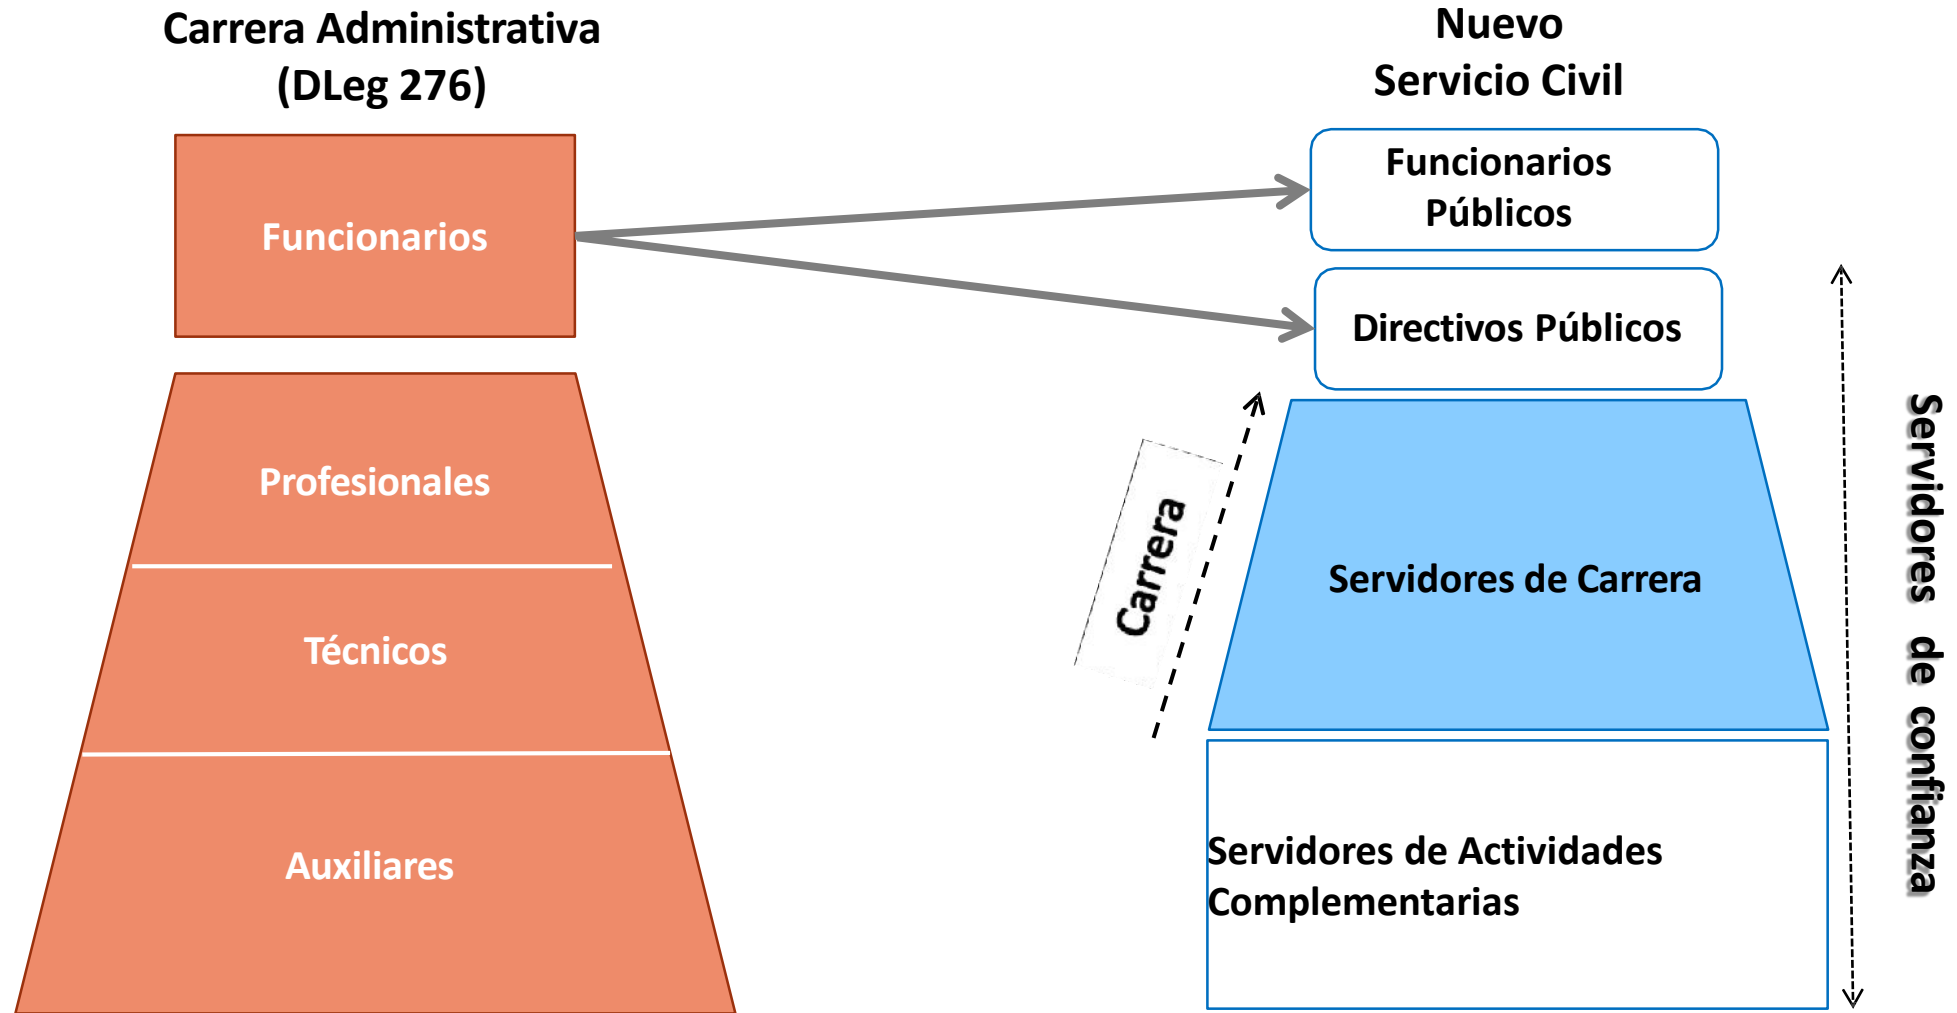 Carrera Administrativa
(DLeg 276)
Funcionarios
Profesionales
Técnicos
Auxiliares
Nuevo
Servicio Civil
Funcionarios
Públicos
Directivos Públicos
Carrera
Servidores de Carrera
Servidores de Actividades
Complementarias
Servidores de confianza